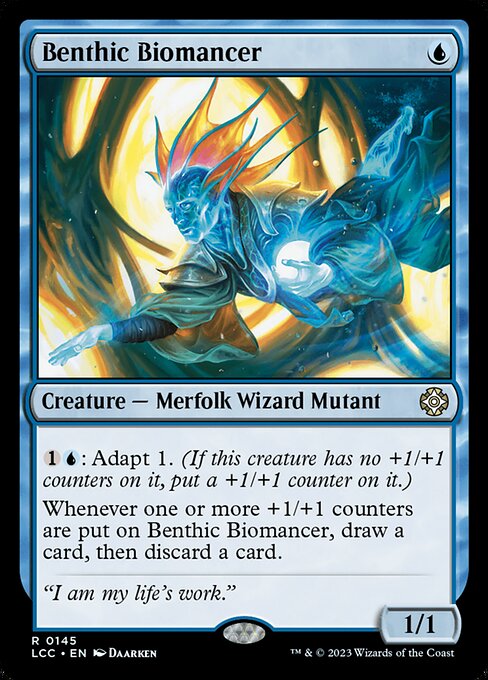 Benthic Biomancer
Creature — Merfolk Wizard Mutant
1: Adapt 1. (If this creature has no +1/+1
counters on it, put a +1/+1 counter on it.)
Whenever one or more +1/+1 counters
are put on Benthic Biomancer, draw a
card, then discard a card.
“I am my life’s work.”
1/1
R 0145
LCC • EN DAARKEN
™ & © 2023 Wizards of the Coast